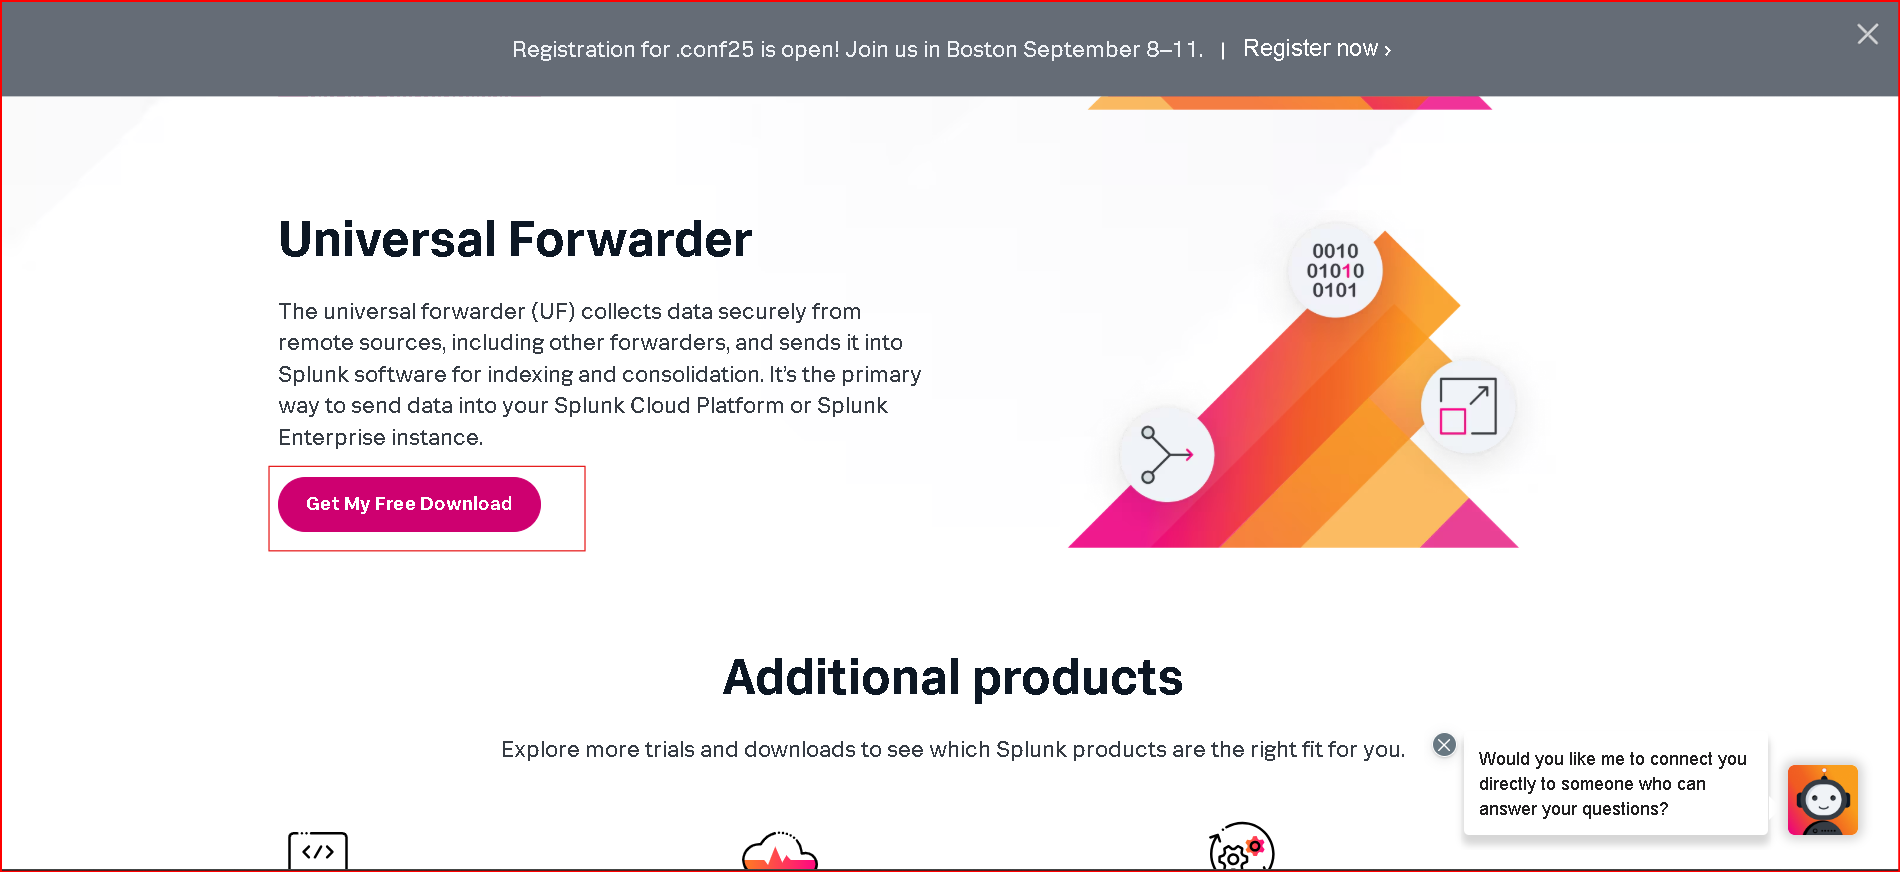 Registration for .conf25 is open! Join us in Boston September 8–11. | Register now ›
Universal Forwarder
The universal forwarder (UF) collects data securely from
remote sources, including other forwarders, and sends it into
Splunk software for indexing and consolidation. It's the primary
way to send data into your Splunk Cloud Platform or Splunk
Enterprise instance.
Get My Free Download
0010
01010
0101
Additional products
Explore more trials and downloads to see which Splunk products are the right fit for you.
Would you like me to connect you
directly to someone who can
answer your questions?